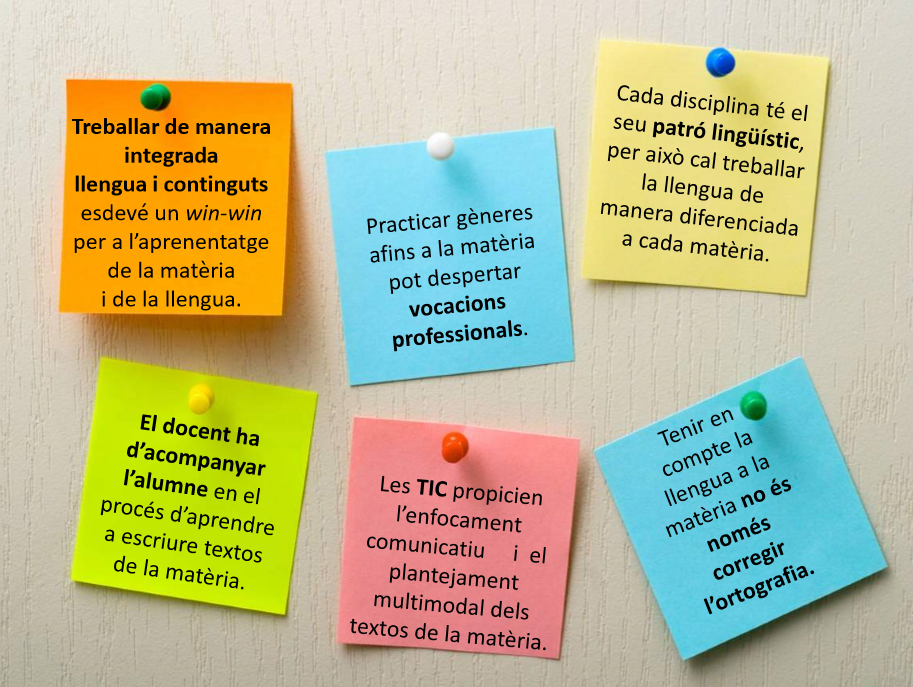 Treballar de manera
integrada
llengua i continguts
esdevé un win-win
per a l'aprenentatge
de la matèria
i de la llengua.
Practicar gèneres
afins a la matèria
pot despertar
vocacions
professionals.
Cada disciplina té el
seu patró lingüístic,
per això cal treballar
la llengua de
manera diferenciada
a cada matèria.
El docent ha
d'acompanyar
l'alumne en el
procés d'aprendre
a escriure textos
de la matèria.
Les TIC propicien
l'enfocament
comunicatiu i el
plantejament
multimodal dels
textos de la matèria.
Tenir en
compte la
llengua a la
matèria no és
només
corregir
l'ortografia.